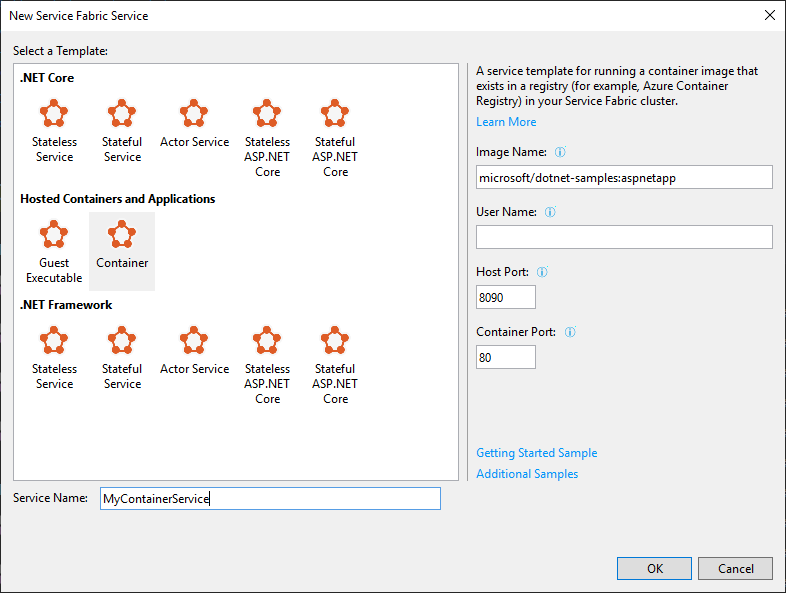 New Service Fabric Service
Select a Template:
.NET Core
Stateless
Service
Stateful
Service
Actor Service
Stateless
ASP.NET
Core
Stateful
ASP.NET
Core
Hosted Containers and Applications
Guest
Executable
Container
.NET Framework
Stateless
Service
Stateful
Service
Actor Service
Stateless
ASP.NET
Core
Stateful
ASP.NET
Core
A service template for running a container image that
exists in a registry (for example, Azure Container
Registry) in your Service Fabric cluster.
Learn More
Image Name:
microsoft/dotnet-samples:aspnetapp
User Name:
Host Port:
8090
Container Port:
80
Getting Started Sample
Additional Samples
Service Name: MyContainerService
OK Cancel